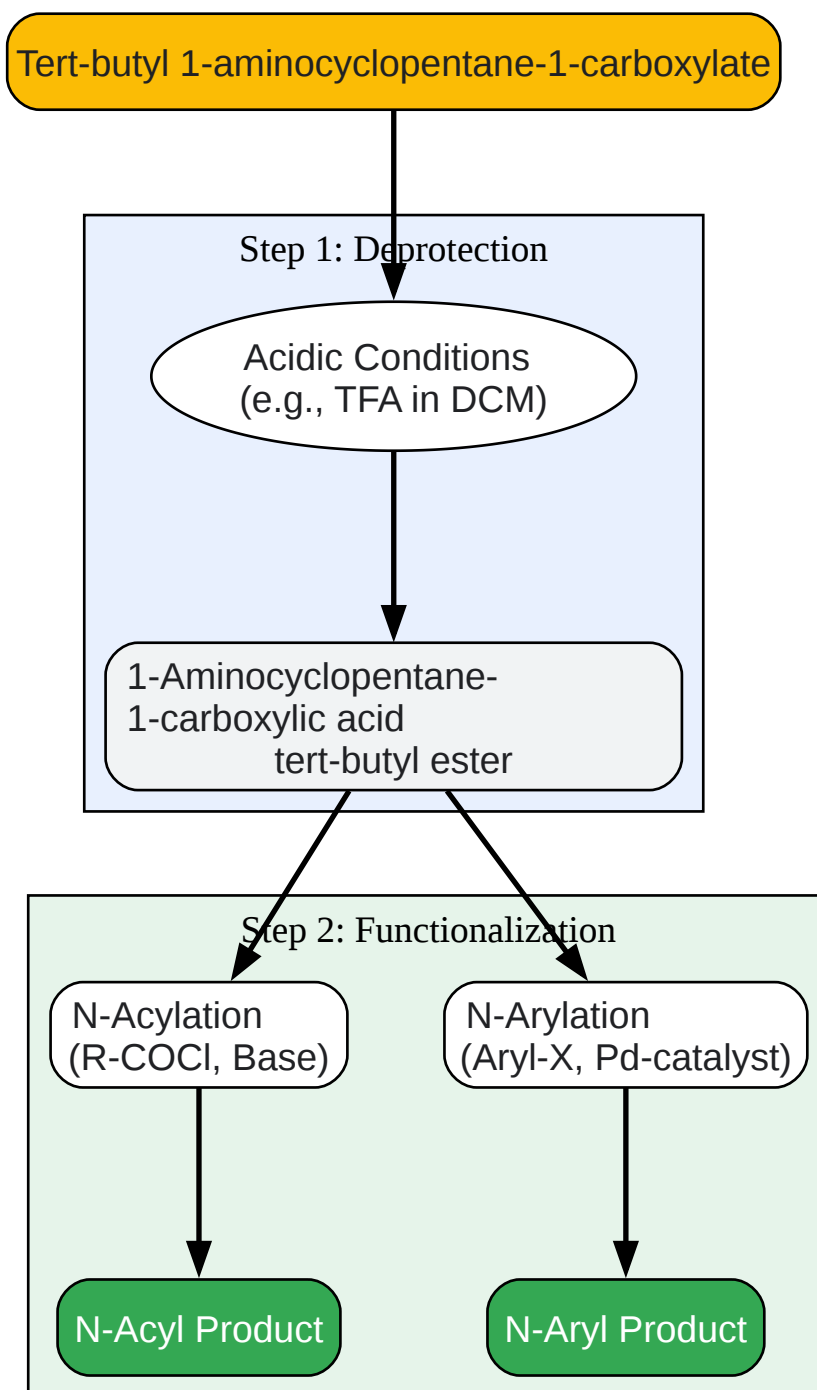 Tert-butyl 1-aminocyclopentane-1-carboxylate
Step 1: Deprotection
Acidic Conditions
(e.g., TFA in DCM)
1-Aminocyclopentane-
1-carboxylic acid
tert-butyl ester
Step 2: Functionalization
N-Acylation
(R-COCl, Base)
N-Arylation
(Aryl-X, Pd-catalyst)
N-Acyl Product
N-Aryl Product